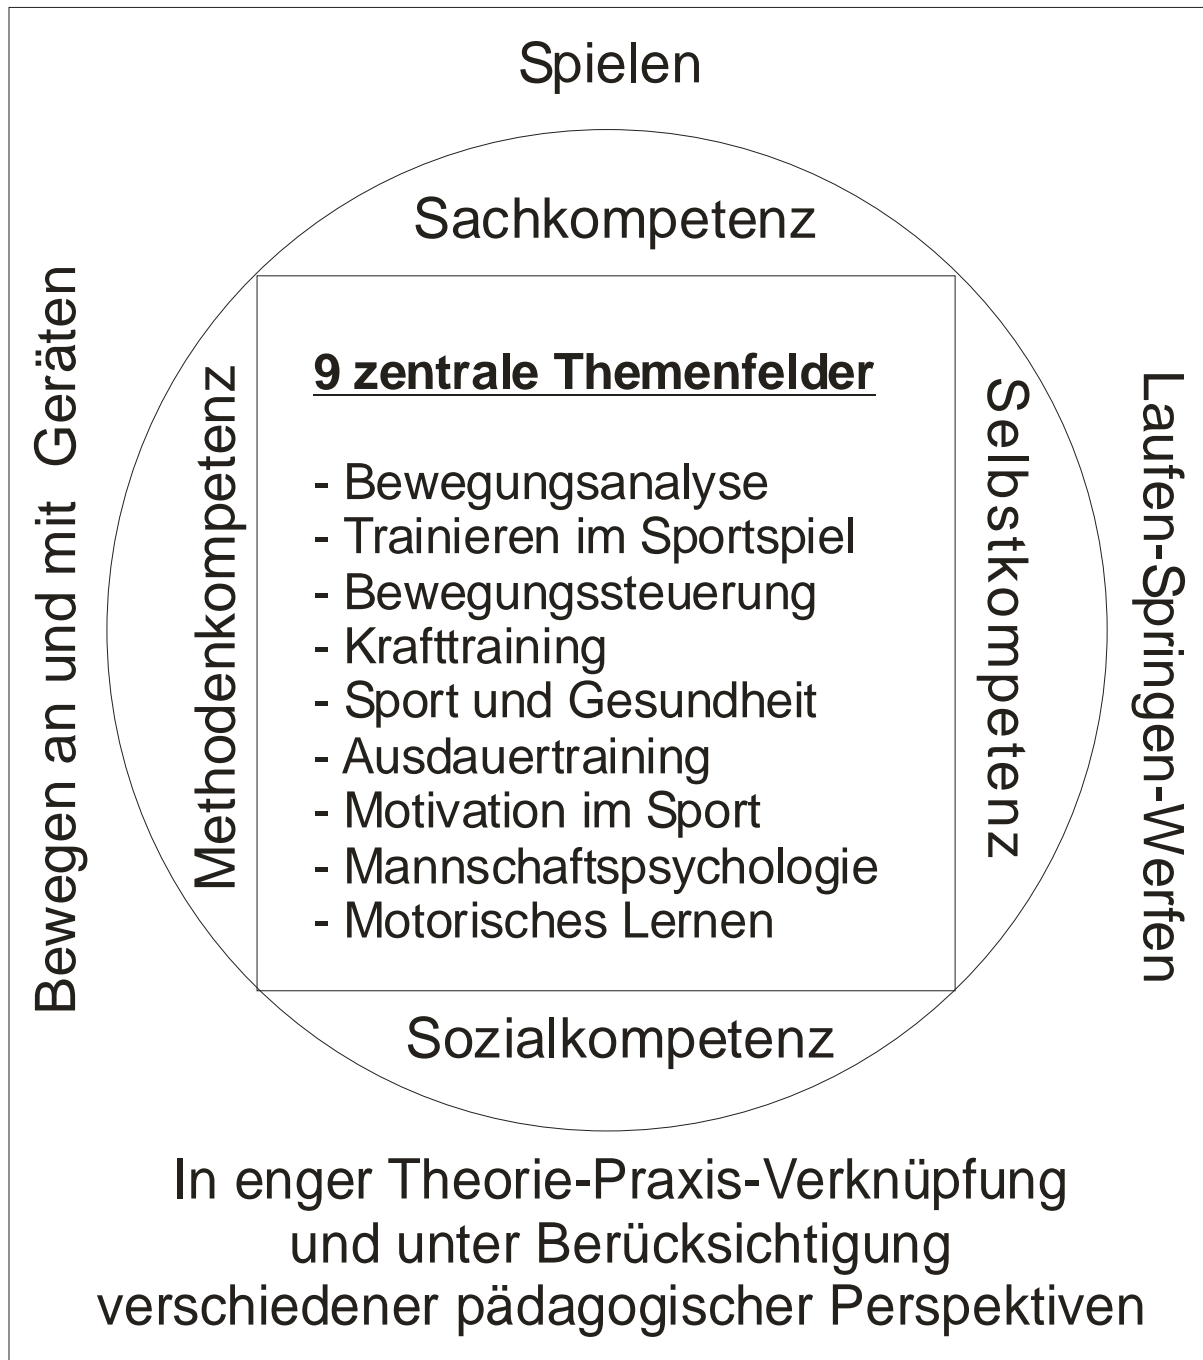 Spielen
Sachkompetenz
Bewegen an und mit Geräten
Methodenkompetenz
9 zentrale Themenfelder
- Bewegungsanalyse
- Trainieren im Sportspiel
- Bewegungssteuerung
- Krafttraining
- Sport und Gesundheit
- Ausdauertraining
- Motivation im Sport
- Mannschaftspsychologie
- Motorisches Lernen
Selbstkompetenz
Laufen-Springen-Werfen
Sozialkompetenz
In enger Theorie-Praxis-Verknüpfung
und unter Berücksichtigung
verschiedener pädagogischer Perspektiven